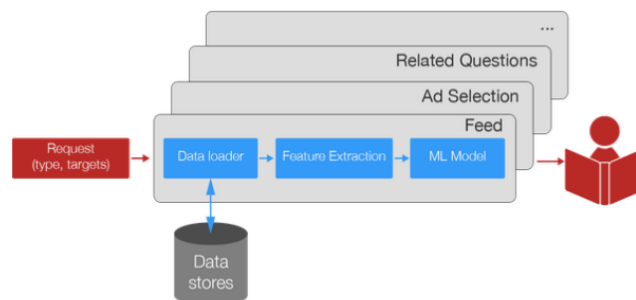 ...
Related Questions
Ad Selection
Feed
Request
(type, targets)
Data loader
Feature Extraction
ML Model
Data
stores